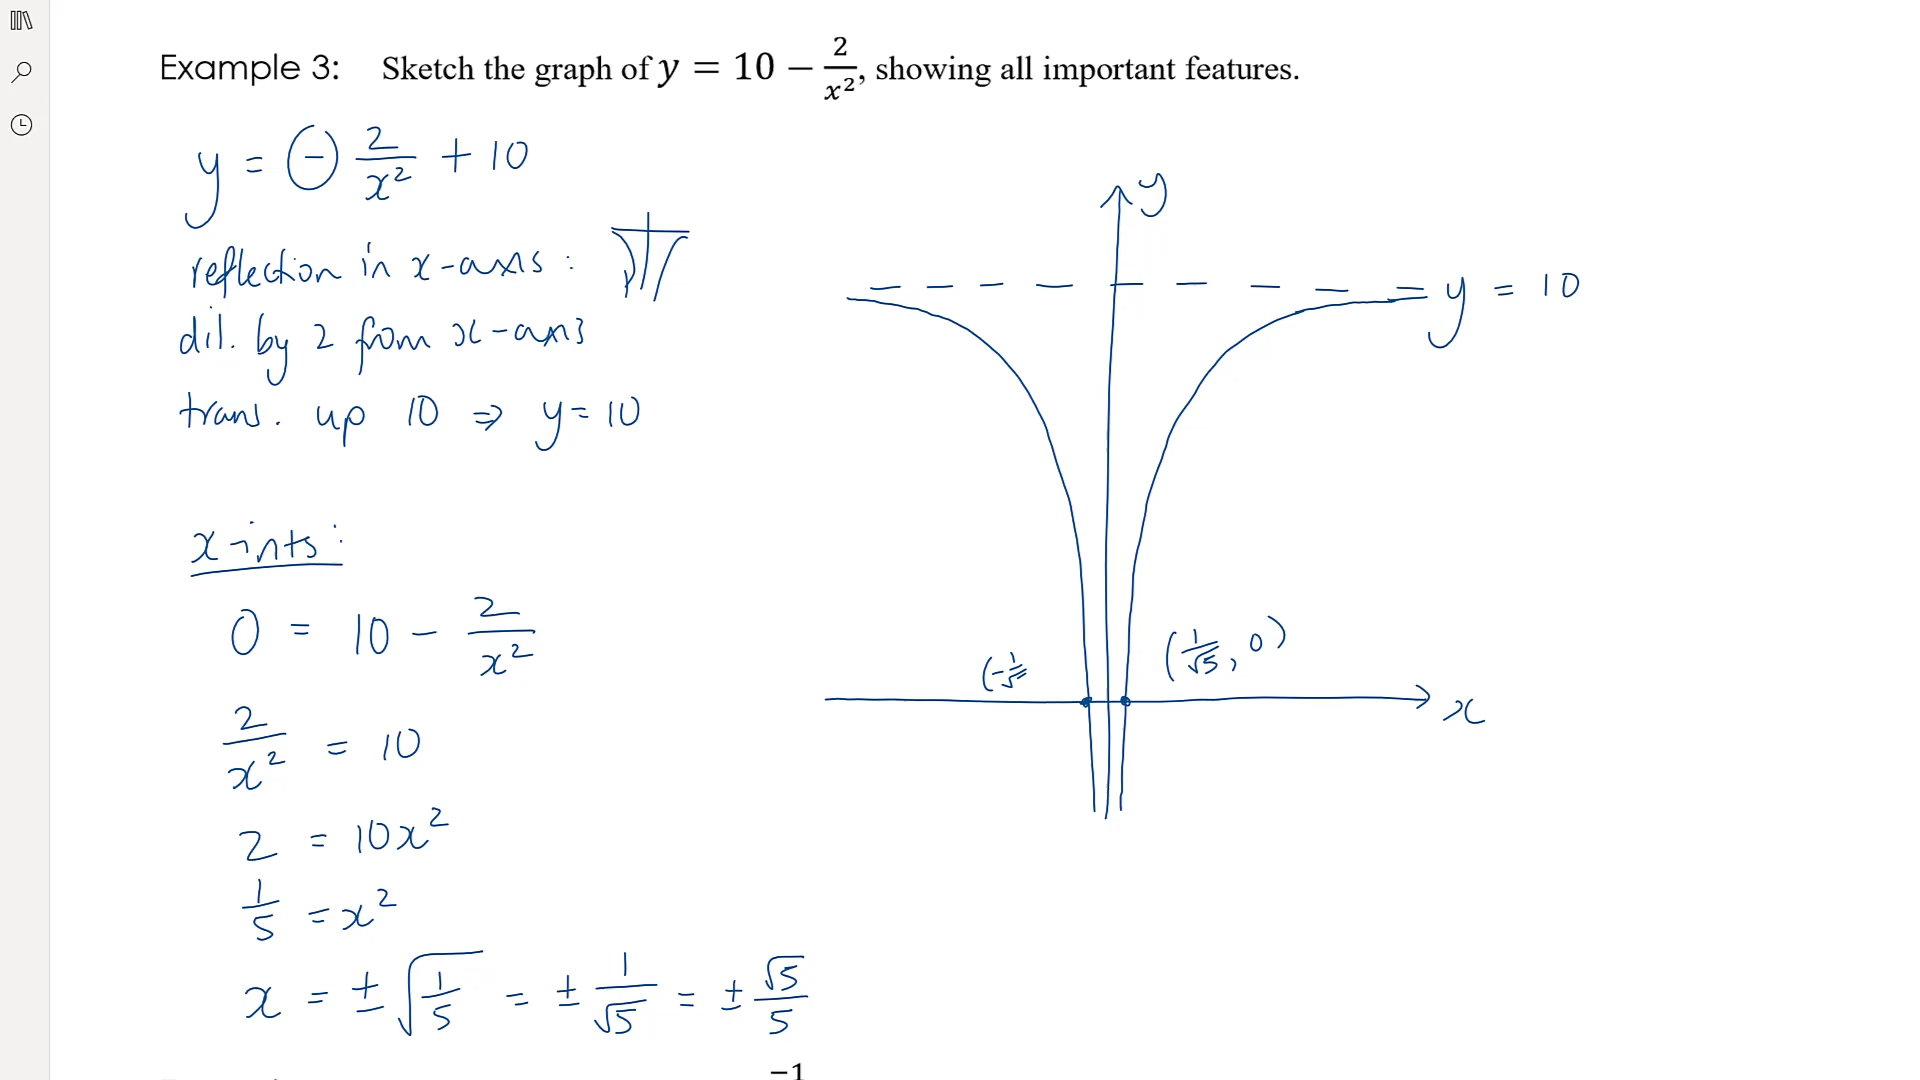 Example 3: Sketch the graph of y = 10 − 2/x², showing all important features.
y = − 2/x² + 10
reflection in x-axis :
dil. by 2 from x-axis
trans. up 10 ⇒ y = 10
x-ints:
0 = 10 − 2/x²
2/x² = 10
2 = 10x²
1/5 = x²
x = ± √(1/5) = ± 1/√5 = ± √5/5
y
y = 10
(1/√5, 0)
x
−1